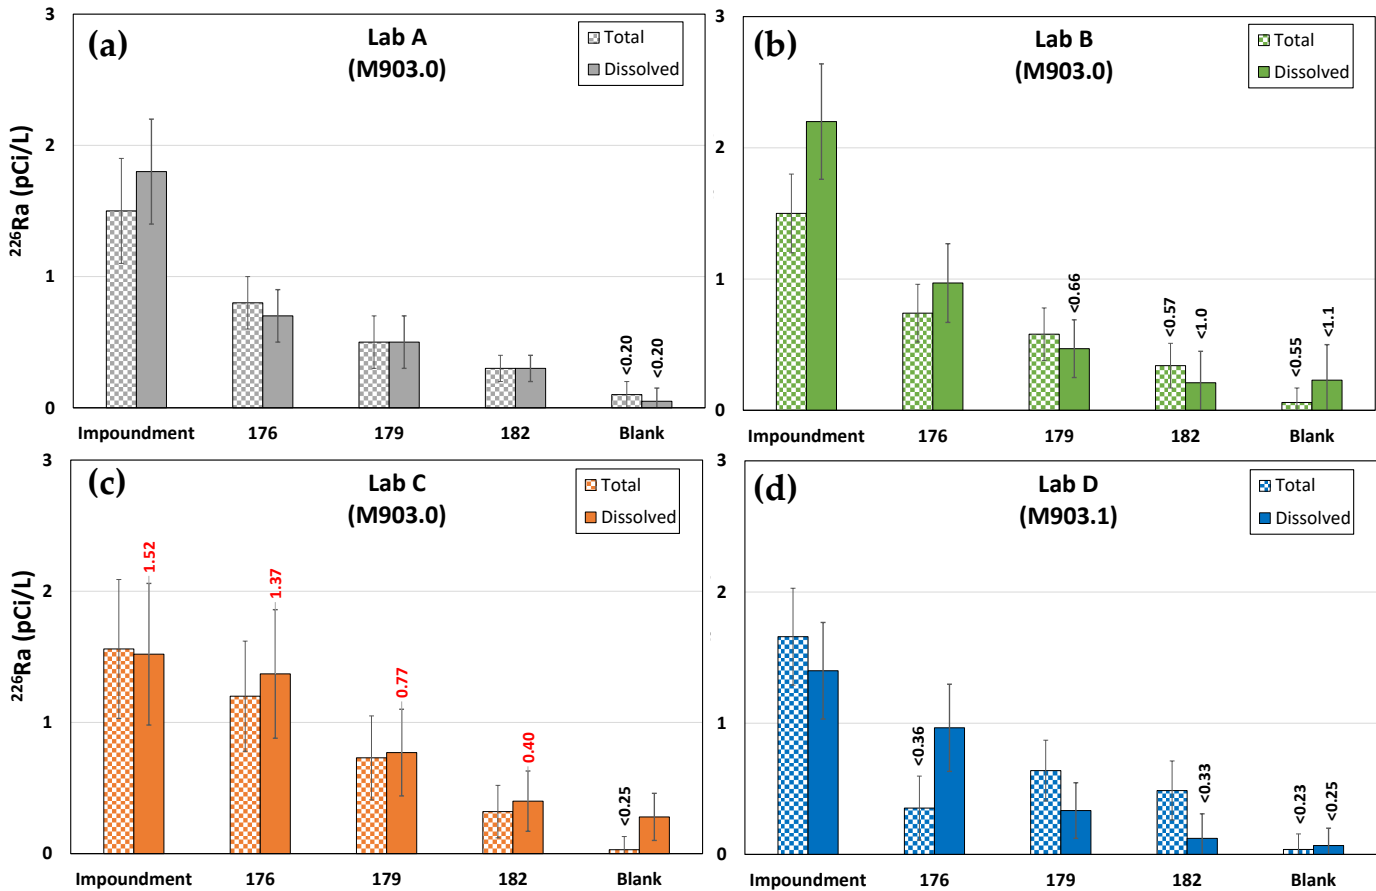 (a)
Lab A
(M903.0)
Total
Dissolved
3
2
1
0
226Ra (pCi/L)
<0.20
<0.20
Impoundment
176
179
182
Blank
(b)
Lab B
(M903.0)
Total
Dissolved
3
2
1
0
<0.66
<0.57
<1.0
<0.55
<1.1
Impoundment
176
179
182
Blank
(c)
Lab C
(M903.0)
Total
Dissolved
3
2
1
0
226Ra (pCi/L)
1.52
1.37
0.77
0.40
<0.25
Impoundment
176
179
182
Blank
(d)
Lab D
(M903.1)
Total
Dissolved
3
2
1
0
<0.36
<0.33
<0.23
<0.25
Impoundment
176
179
182
Blank